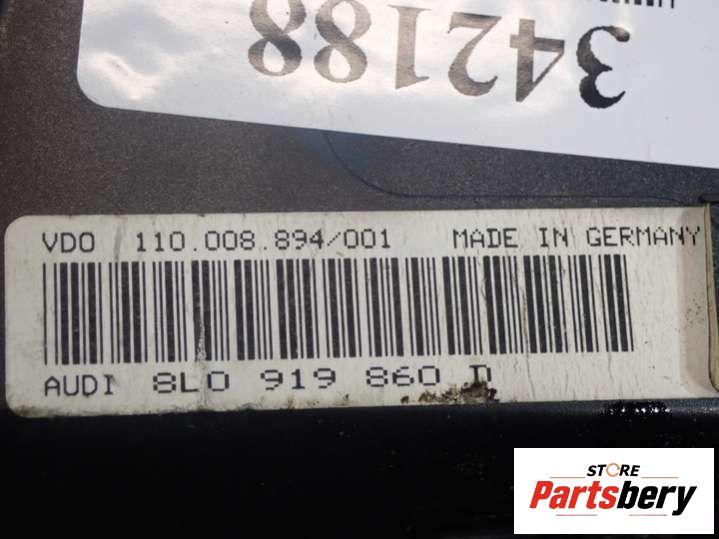 342188
VDO 110.008.894/001 MADE IN GERMANY
AUDI 8L0 919 860 D
STORE
Partsbery